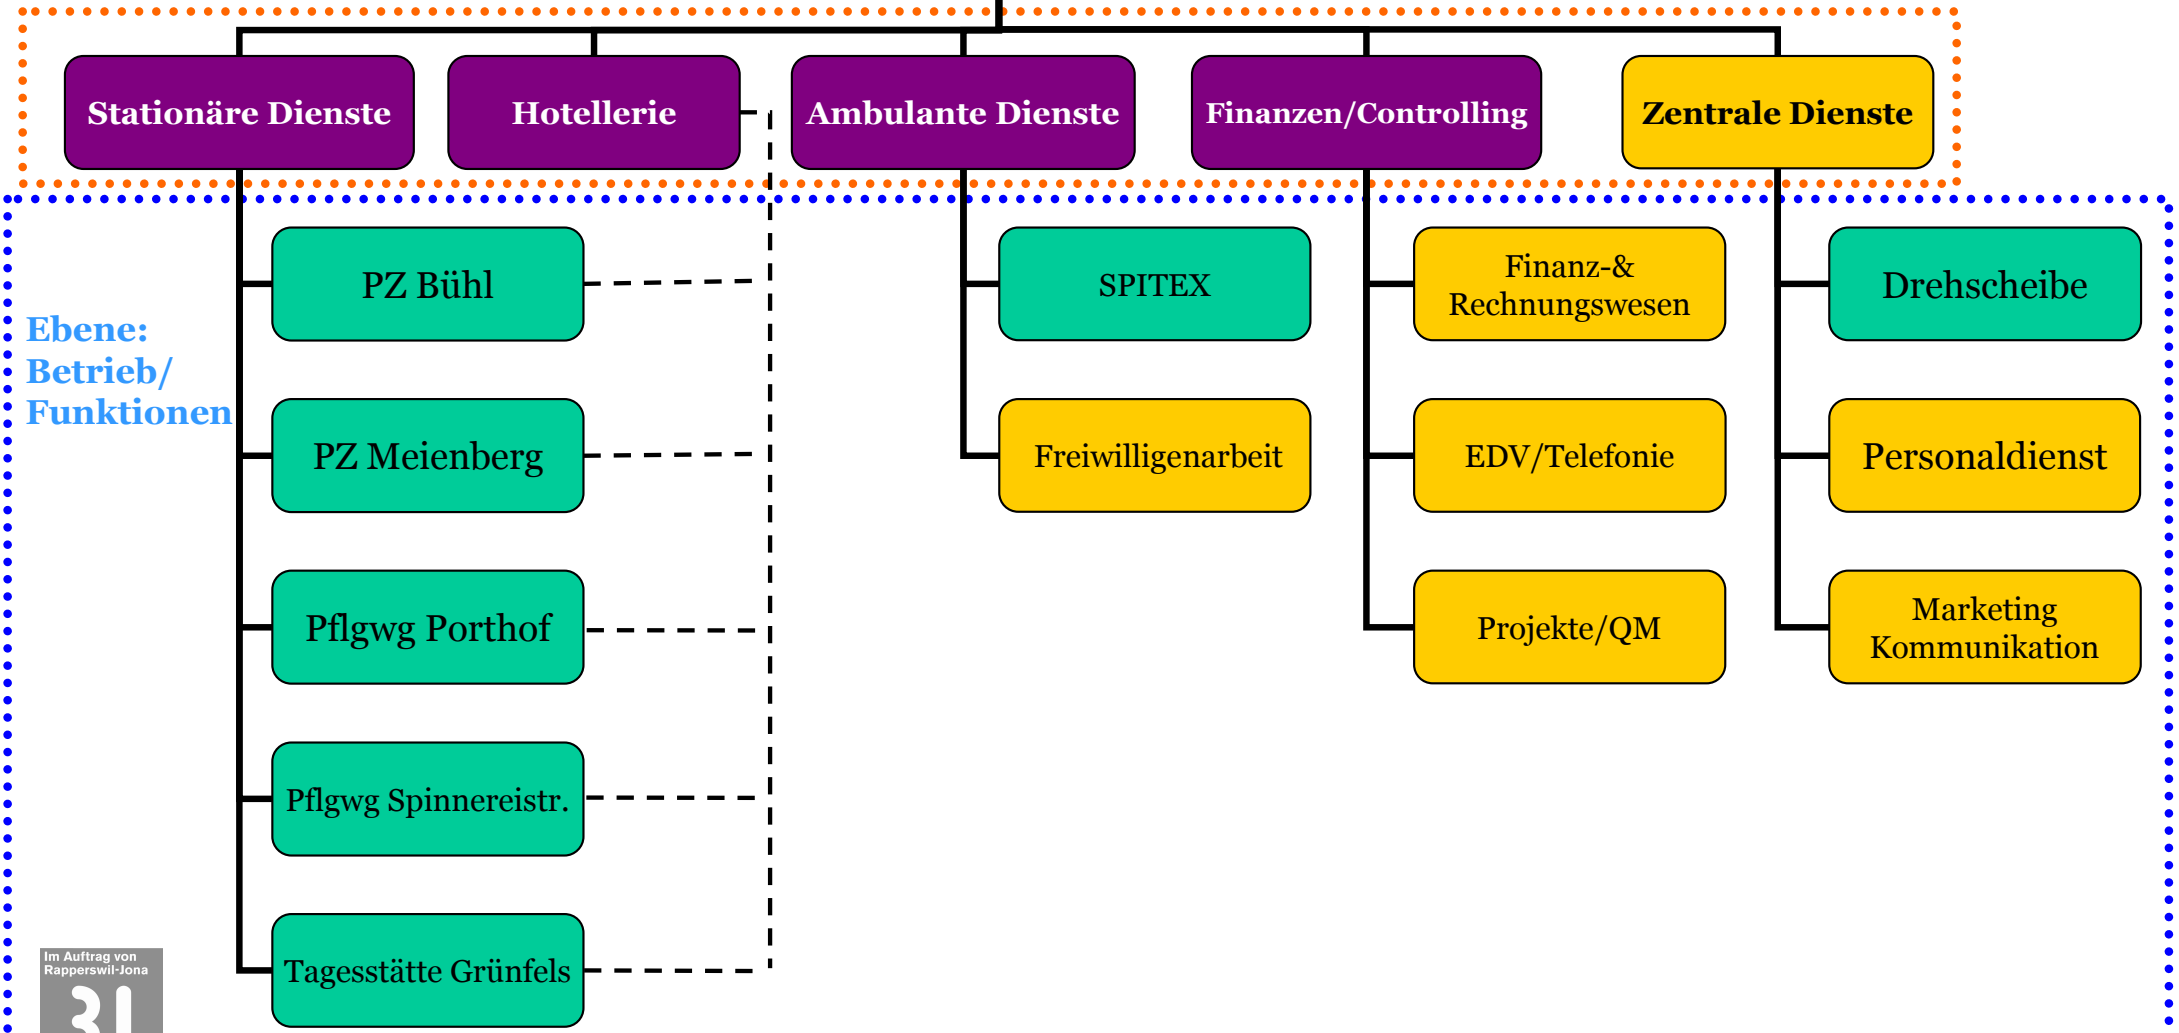 Stationäre Dienste
Hotellerie
Ambulante Dienste
Finanzen/Controlling
Zentrale Dienste
Ebene:
Betrieb/
Funktionen
PZ Bühl
PZ Meienberg
Pflgwg Porthof
Pflgwg Spinnereistr.
Tagesstätte Grünfels
SPITEX
Freiwilligenarbeit
Finanz-&
Rechnungswesen
EDV/Telefonie
Projekte/QM
Drehscheibe
Personaldienst
Marketing
Kommunikation
Im Auftrag von
Rapperswil-Jona